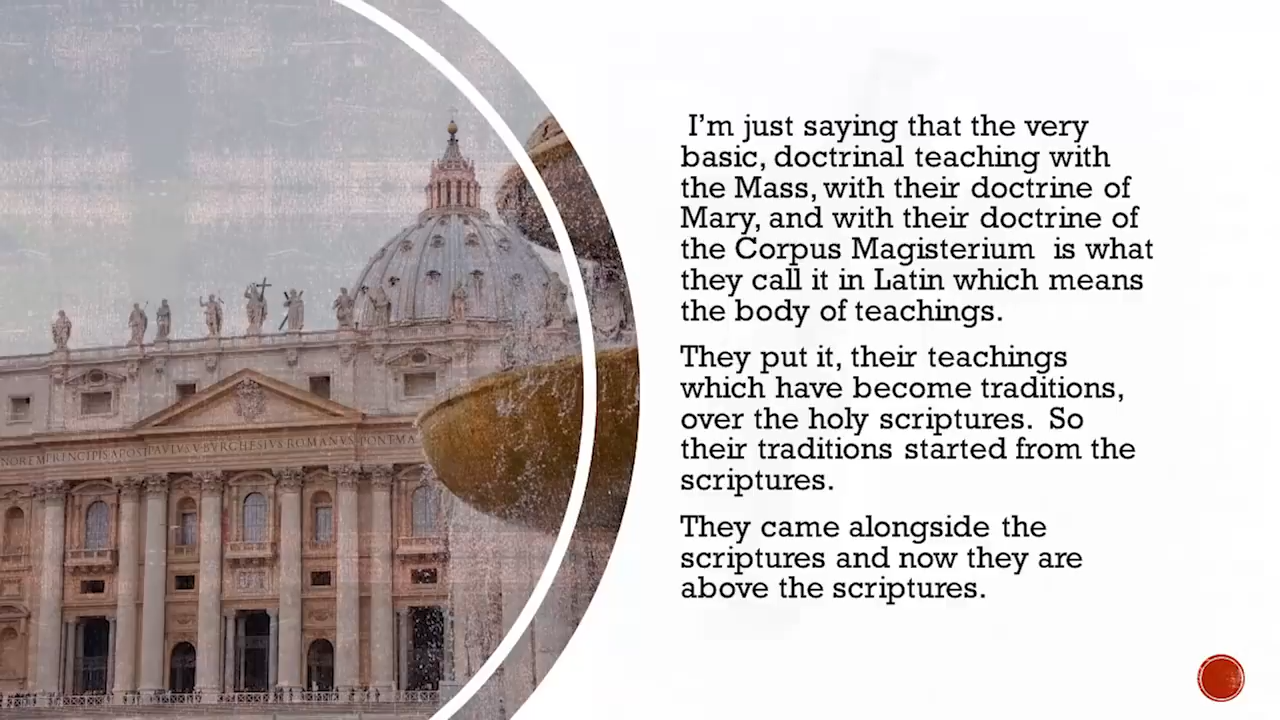 I’m just saying that the very
basic, doctrinal teaching with
the Mass, with their doctrine of
Mary, and with their doctrine of
the Corpus Magisterium  is what
they call it in Latin which means
the body of teachings.
They put it, their teachings
which have become traditions,
over the holy scriptures.  So
their traditions started from the
scriptures.
They came alongside the
scriptures and now they are
above the scriptures.